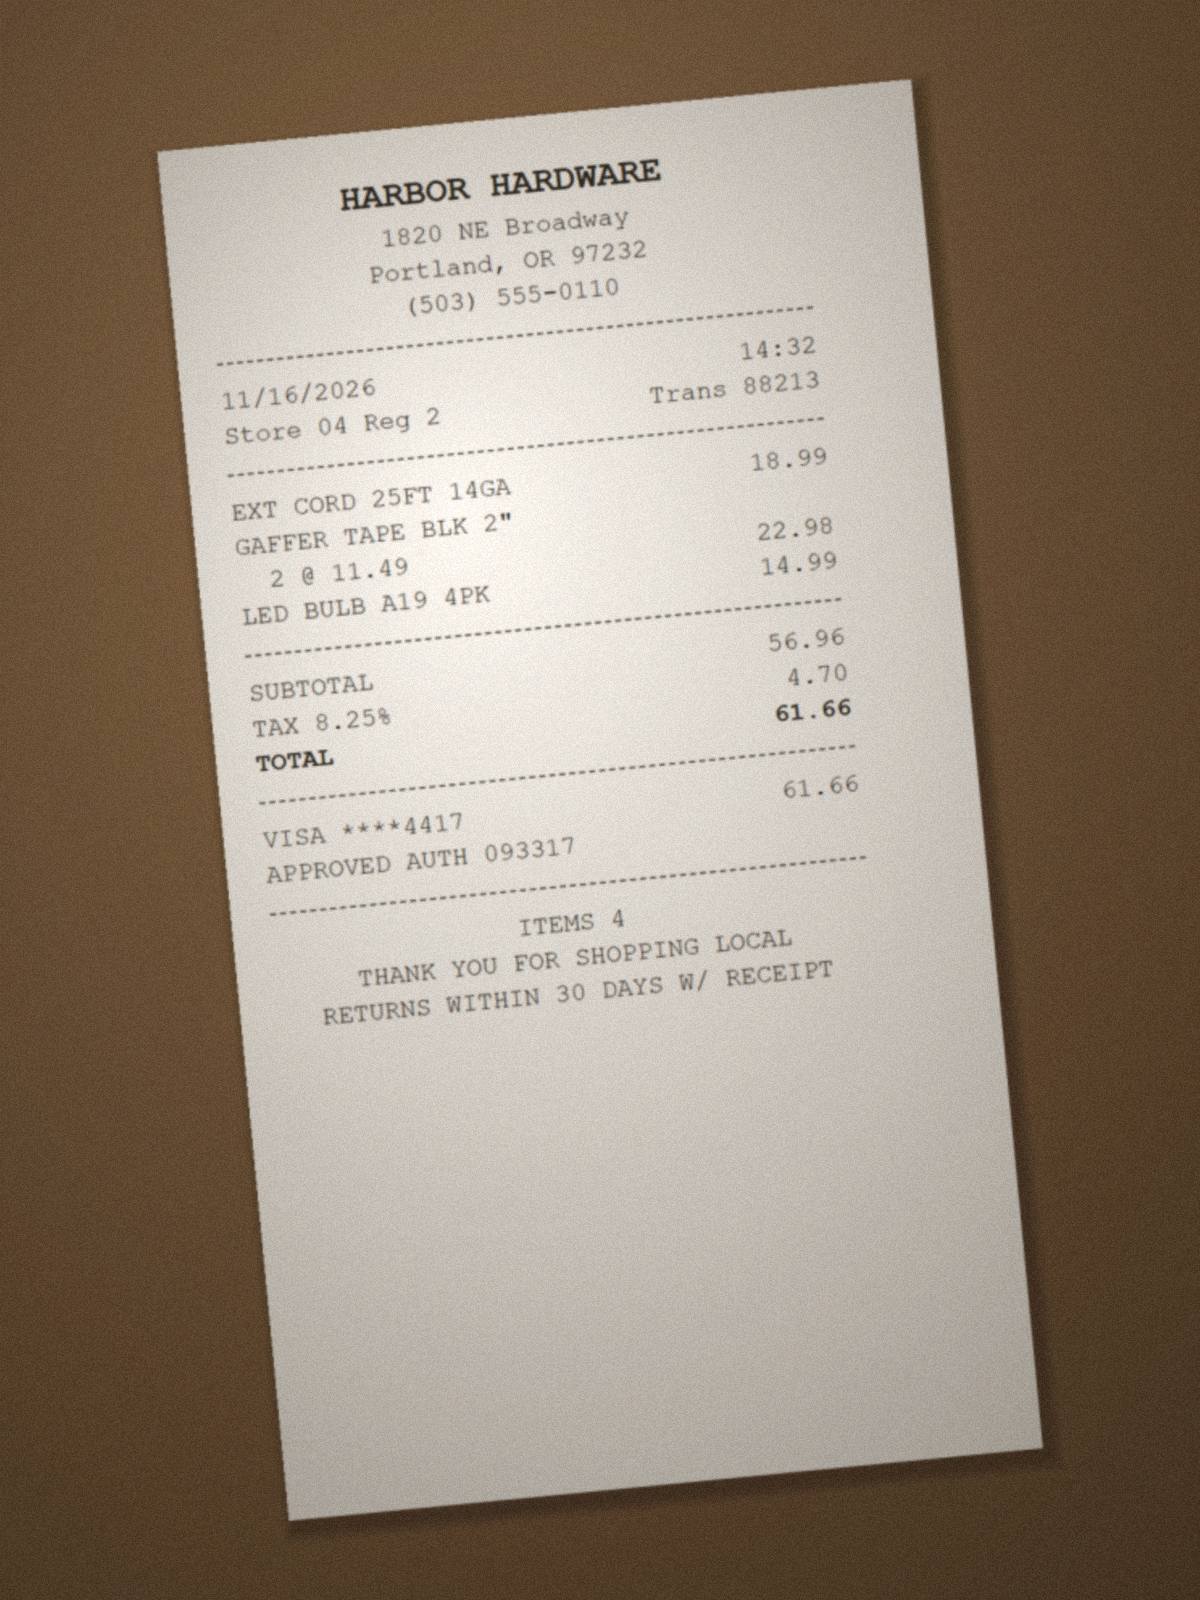 HARBOR HARDWARE
1820 NE Broadway
Portland, OR 97232
(503) 555-0110
11/16/2026 14:32
Store 04 Reg 2 Trans 88213
EXT CORD 25FT 14GA 18.99
GAFFER TAPE BLK 2"
2 @ 11.49 22.98
LED BULB A19 4PK 14.99
SUBTOTAL 56.96
TAX 8.25% 4.70
TOTAL 61.66
VISA ****4417 61.66
APPROVED AUTH 093317
ITEMS 4
THANK YOU FOR SHOPPING LOCAL
RETURNS WITHIN 30 DAYS W/ RECEIPT